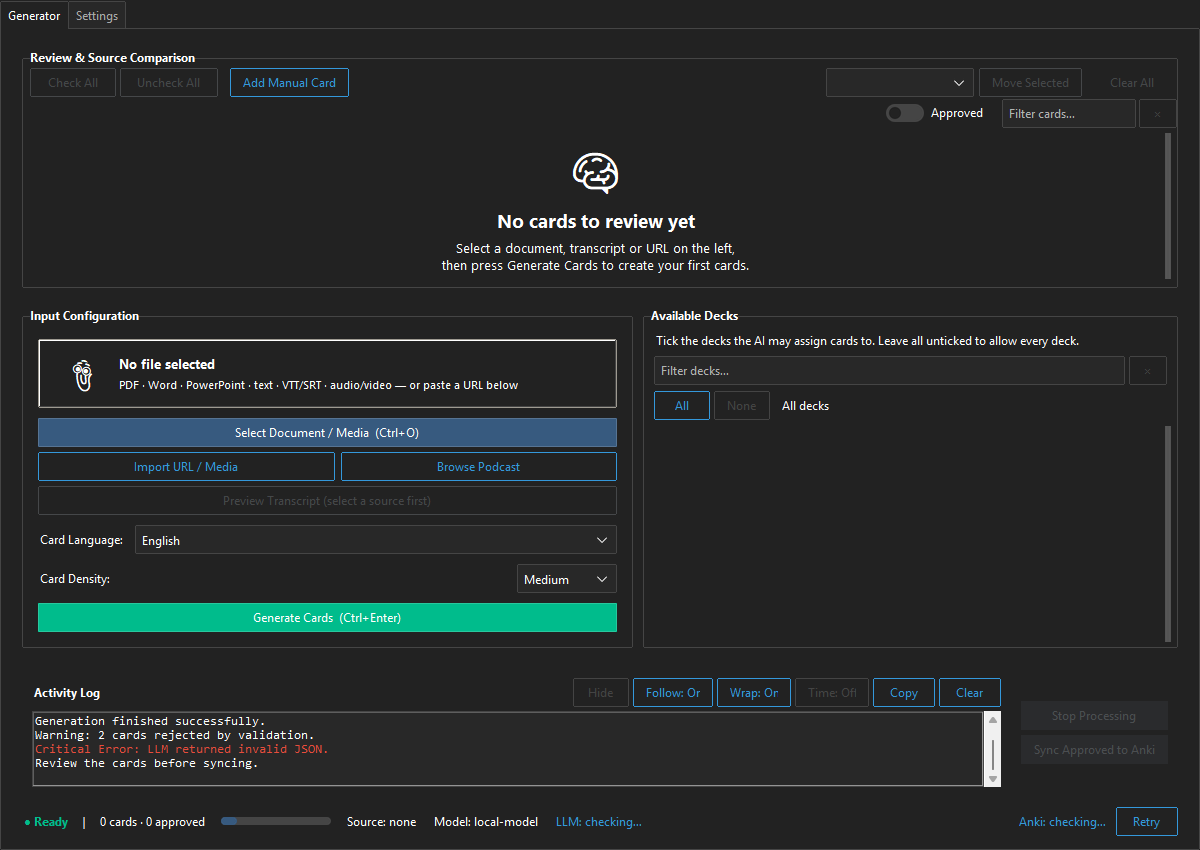 Generator Settings
Review & Source Comparison
Check All Uncheck All Add Manual Card Move Selected Clear All
Approved Filter cards... ×
No cards to review yet
Select a document, transcript or URL on the left,
then press Generate Cards to create your first cards.
Input Configuration
No file selected
PDF · Word · PowerPoint · text · VTT/SRT · audio/video — or paste a URL below
Select Document / Media (Ctrl+O)
Import URL / Media Browse Podcast
Preview Transcript (select a source first)
Card Language: English
Card Density: Medium
Generate Cards (Ctrl+Enter)
Available Decks
Tick the decks the AI may assign cards to. Leave all unticked to allow every deck.
Filter decks... ×
All None All decks
Activity Log
Hide Follow: Or Wrap: Or Time: Off Copy Clear
Generation finished successfully.
Warning: 2 cards rejected by validation.
Critical Error: LLM returned invalid JSON.
Review the cards before syncing.
Stop Processing
Sync Approved to Anki
● Ready | 0 cards · 0 approved Source: none Model: local-model LLM: checking... Anki: checking... Retry